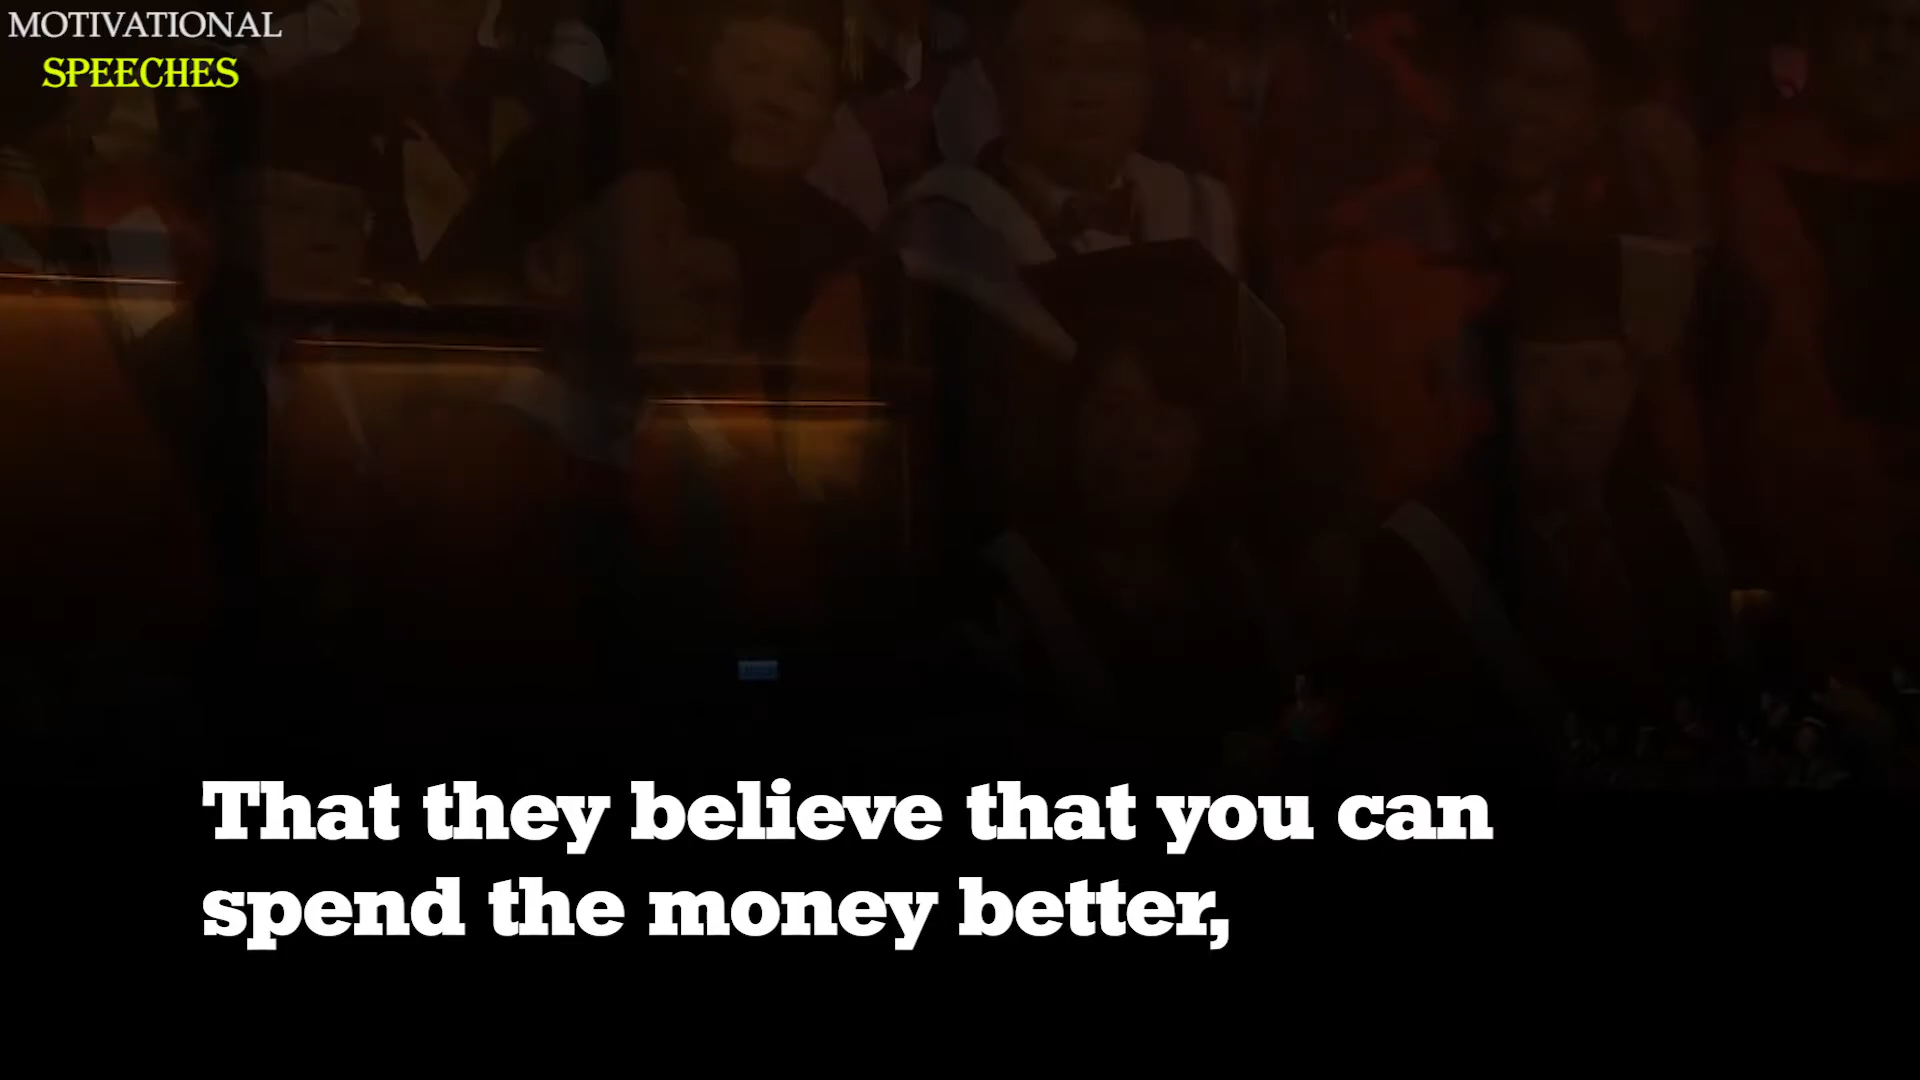 MOTIVATIONAL
SPEECHES
That they believe that you can
spend the money better,